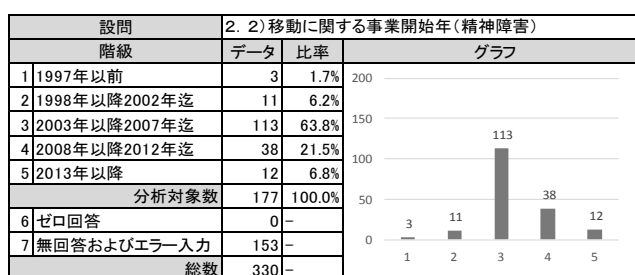 設問 2．2）移動に関する事業開始年（精神障害）
階級 データ 比率 グラフ
1 1997年以前 3 1.7%
2 1998年以降2002年迄 11 6.2%
3 2003年以降2007年迄 113 63.8%
4 2008年以降2012年迄 38 21.5%
5 2013年以降 12 6.8%
分析対象数 177 100.0%
6 ゼロ回答 0 －
7 無回答およびエラー入力 153 －
総数 330 －
200
150
100
50
0
3 11 113 38 12
1 2 3 4 5